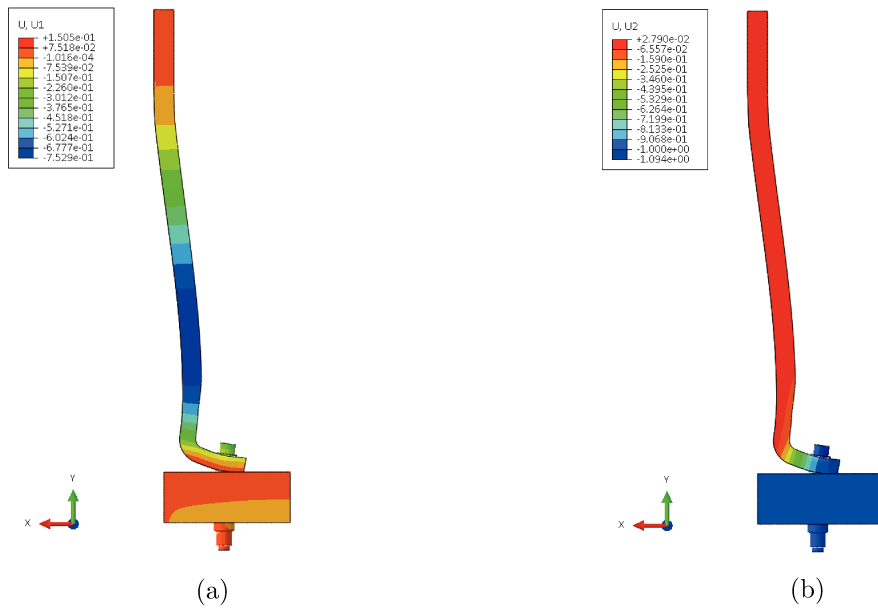 U, U1
+1.505e-01
+7.518e-02
-1.016e-04
-7.539e-02
-1.507e-01
-2.260e-01
-3.012e-01
-3.765e-01
-4.518e-01
-5.271e-01
-6.024e-01
-6.777e-01
-7.529e-01
Y
X
(a)
U, U2
+2.790e-02
-6.557e-02
-1.590e-01
-2.525e-01
-3.460e-01
-4.395e-01
-5.329e-01
-6.264e-01
-7.199e-01
-8.133e-01
-9.068e-01
-1.000e+00
-1.094e+00
Y
X
(b)